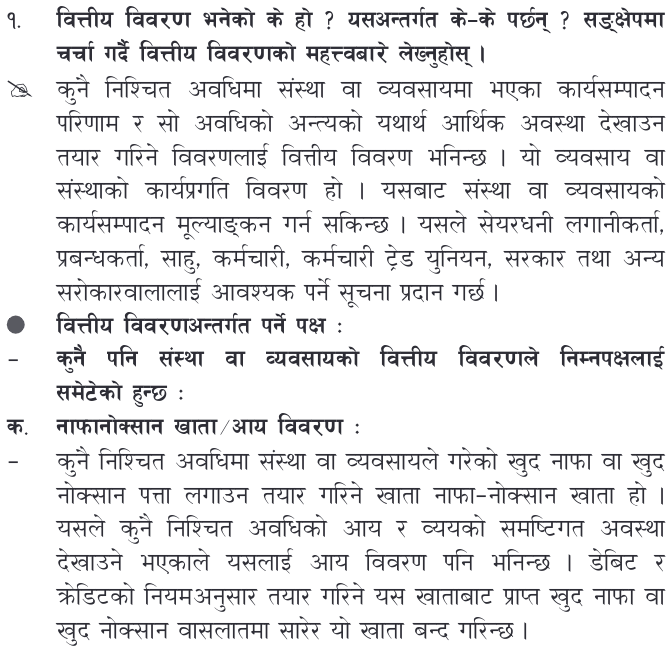 १. वित्तीय विवरण भनेको के हो ? यसअन्तर्गत के-के पर्छन् ? सङ्क्षेपमा
चर्चा गर्दै वित्तीय विवरणको महत्त्वबारे लेख्नुहोस् ।
कुनै निश्चित अवधिमा संस्था वा व्यवसायमा भएका कार्यसम्पादन
परिणाम र सो अवधिको अन्त्यको यथार्थ आर्थिक अवस्था देखाउन
तयार गरिने विवरणलाई वित्तीय विवरण भनिन्छ । यो व्यवसाय वा
संस्थाको कार्यप्रगति विवरण हो । यसबाट संस्था वा व्यवसायको
कार्यसम्पादन मूल्याङ्कन गर्न सकिन्छ । यसले सेयरधनी लगानीकर्ता,
प्रबन्धकर्ता, साहु, कर्मचारी, कर्मचारी ट्रेड युनियन, सरकार तथा अन्य
सरोकारवालालाई आवश्यक पर्ने सूचना प्रदान गर्छ ।
● वित्तीय विवरणअन्तर्गत पर्ने पक्ष :
- कुनै पनि संस्था वा व्यवसायको वित्तीय विवरणले निम्नपक्षलाई
समेटेको हुन्छ :
क. नाफानोक्सान खाता/आय विवरण :
- कुनै निश्चित अवधिमा संस्था वा व्यवसायले गरेको खुद नाफा वा खुद
नोक्सान पत्ता लगाउन तयार गरिने खाता नाफा-नोक्सान खाता हो ।
यसले कुनै निश्चित अवधिको आय र व्ययको समष्टिगत अवस्था
देखाउने भएकाले यसलाई आय विवरण पनि भनिन्छ । डेबिट र
क्रेडिटको नियमअनुसार तयार गरिने यस खाताबाट प्राप्त खुद नाफा वा
खुद नोक्सान वासलातमा सारेर यो खाता बन्द गरिन्छ ।